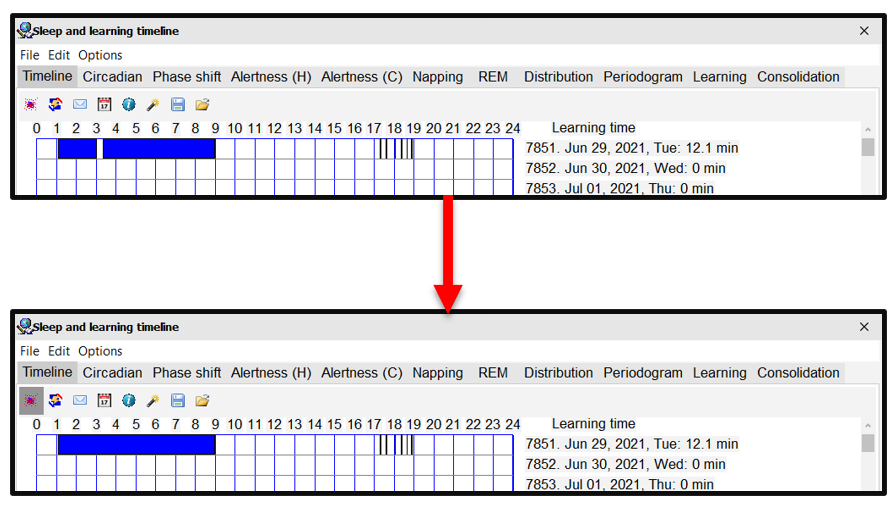 Sleep and learning timeline
File Edit Options
Timeline Circadian Phase shift Alertness (H) Alertness (C) Napping REM Distribution Periodogram Learning Consolidation
17
0 1 2 3 4 5 6 7 8 9 10 11 12 13 14 15 16 17 18 19 20 21 22 23 24 Learning time
7851. Jun 29, 2021, Tue: 12.1 min
7852. Jun 30, 2021, Wed: 0 min
7853. Jul 01, 2021, Thu: 0 min
Sleep and learning timeline
File Edit Options
Timeline Circadian Phase shift Alertness (H) Alertness (C) Napping REM Distribution Periodogram Learning Consolidation
17
0 1 2 3 4 5 6 7 8 9 10 11 12 13 14 15 16 17 18 19 20 21 22 23 24 Learning time
7851. Jun 29, 2021, Tue: 12.1 min
7852. Jun 30, 2021, Wed: 0 min
7853. Jul 01, 2021, Thu: 0 min